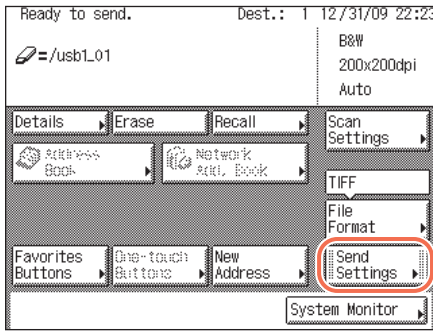 Ready to send. Dest.: 1 12/31/09 22:23
=/usb1_01
B&W
200x200dpi
Auto
Details Erase Recall Scan Settings
Address Book Network Add. Book
TIFF
File Format
Favorites Buttons One-touch Buttons New Address Send Settings
System Monitor